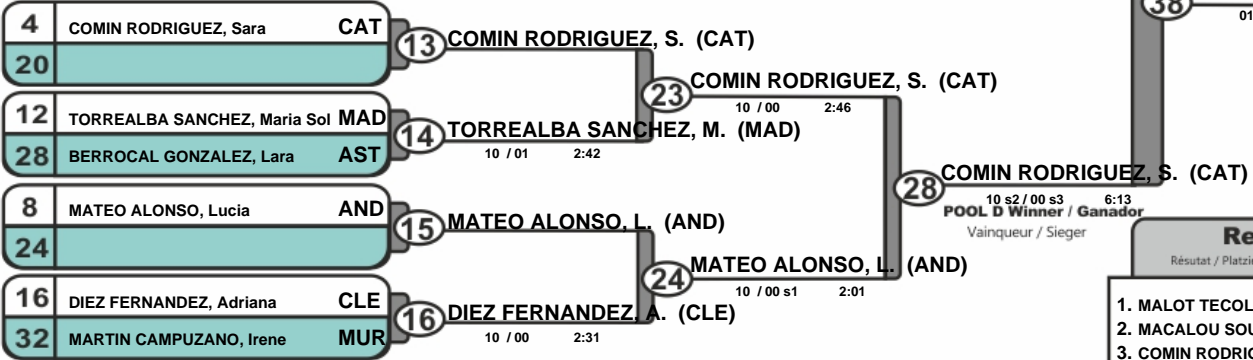 4 COMIN RODRIGUEZ, Sara CAT
20
13 COMIN RODRIGUEZ, S. (CAT)
12 TORREALBA SANCHEZ, Maria Sol MAD
28 BERROCAL GONZALEZ, Lara AST
14 TORREALBA SANCHEZ, M. (MAD)
10 / 01 2:42
23 COMIN RODRIGUEZ, S. (CAT)
10 / 00 2:46
8 MATEO ALONSO, Lucia AND
24
15 MATEO ALONSO, L. (AND)
16 DIEZ FERNANDEZ, Adriana CLE
32 MARTIN CAMPUZANO, Irene MUR
16 DIEZ FERNANDEZ, A. (CLE)
10 / 00 2:31
24 MATEO ALONSO, L. (AND)
10 / 00 s1 2:01
28 COMIN RODRIGUEZ, S. (CAT)
10 s2 / 00 s3 6:13
POOL D Winner / Ganador
Vainqueur / Sieger
38
01
Re
Résutat / Platzi
1. MALOT TECOL
2. MACALOU SOU
3. COMIN RODRIG